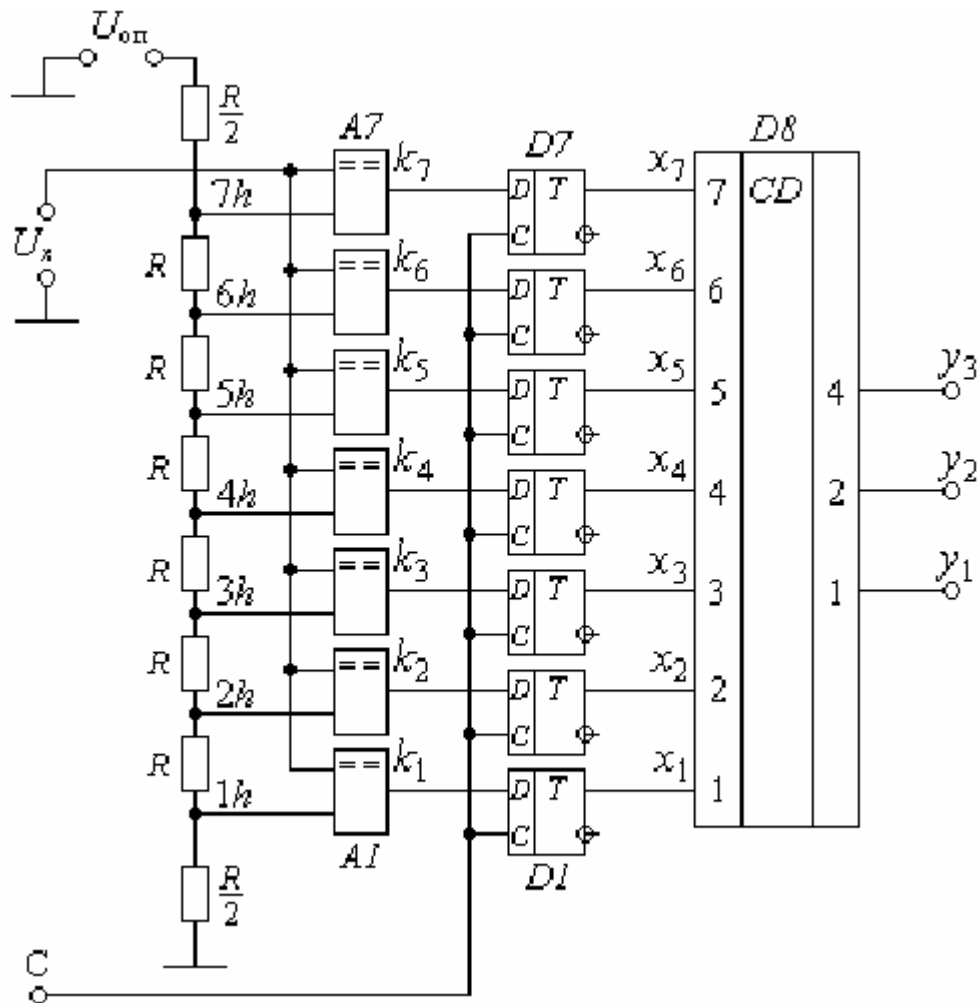 Uоп
R/2
A7
D7
D8
k7
D T
x7
7
CD
7h
==
C
Uх
R
k6
D T
x6
6
6h
==
C
R
k5
D T
x5
5
y3
5h
==
C
4
R
k4
D T
x4
4
y2
4h
==
C
2
R
k3
D T
x3
3
y1
3h
==
C
1
R
k2
D T
x2
2
2h
==
C
R
k1
D T
x1
1
1h
==
C
A1
D1
R/2
C